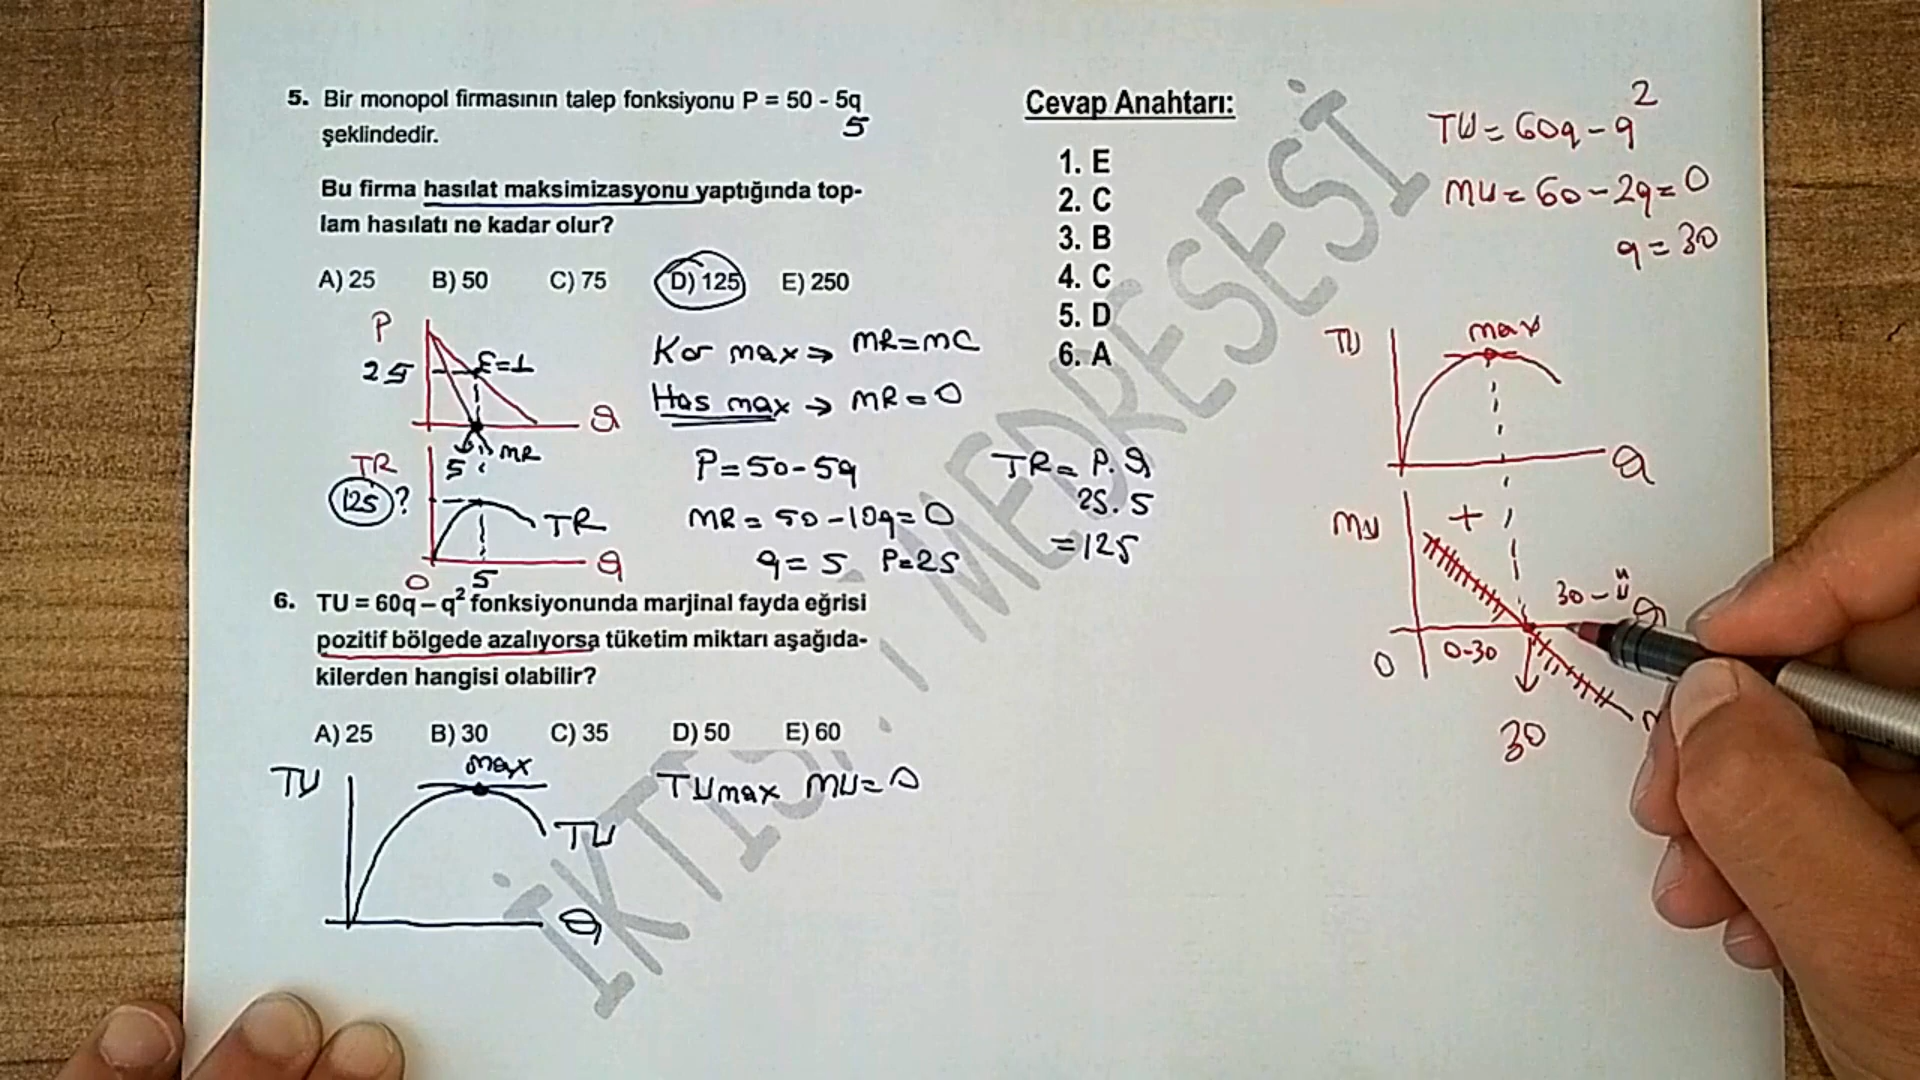 5. Bir monopol firmasının talep fonksiyonu P = 50 - 5q
5
şeklindedir.
Bu firma hasılat maksimizasyonu yaptığında top-
lam hasılatı ne kadar olur?
A) 25 B) 50 C) 75 D) 125 E) 250
P
25 E=1
Q
5 MR
TR
125 ?
TR
0 5 Q
Kar max → MR=MC
Has max → MR=0
P=50-5q
MR=50-10q=0
q=5 P=25
TR=P.Q
25.5
=125
6. TU = 60q – q² fonksiyonunda marjinal fayda eğrisi
pozitif bölgede azalıyorsa tüketim miktarı aşağıda-
kilerden hangisi olabilir?
A) 25 B) 30 C) 35 D) 50 E) 60
TU max
TU
Q
TUmax MU=0
Cevap Anahtarı:
1. E
2. C
3. B
4. C
5. D
6. A
TU=60q-q²
MU=60-2q=0
q=30
TU max
Q
MU +
0-30
0
30
İKTİSAT MEDRESESİ